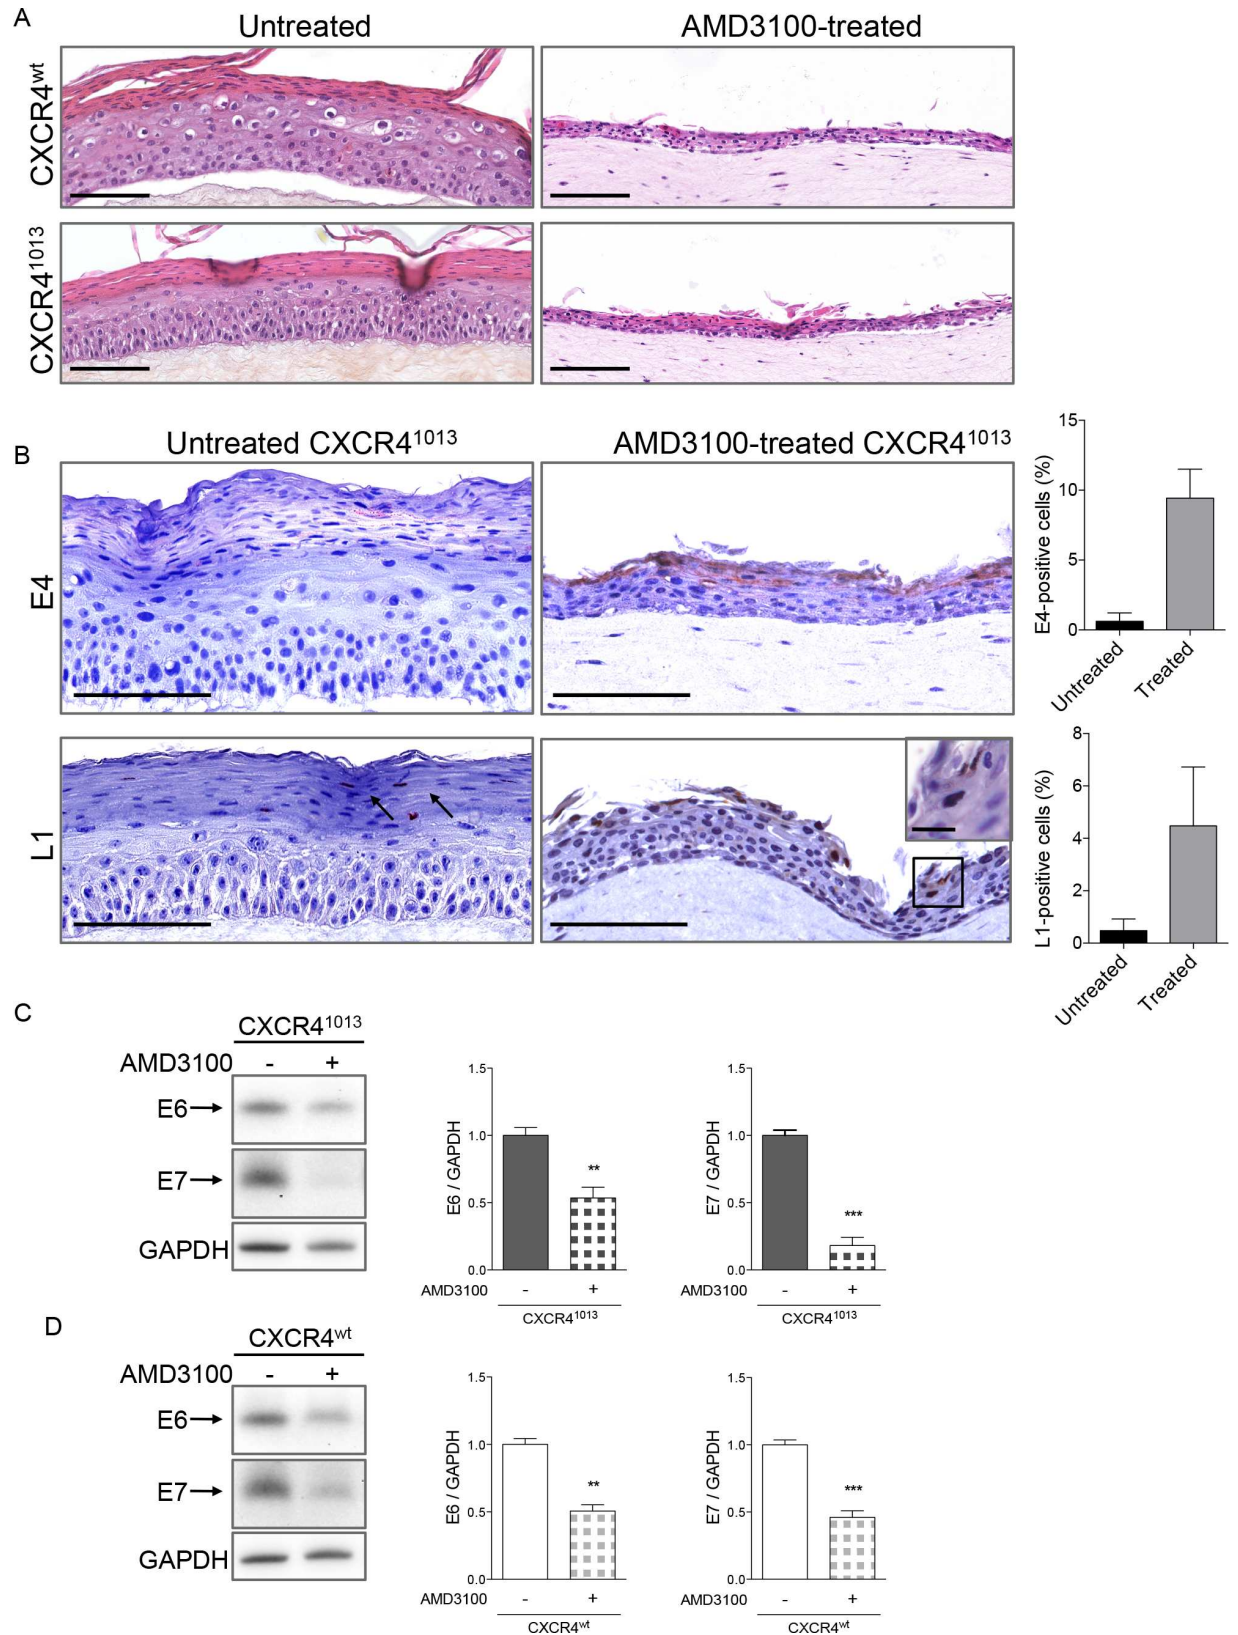 A
Untreated
AMD3100-treated
CXCR4wt
CXCR41013
B
Untreated CXCR41013
AMD3100-treated CXCR41013
E4
L1
E4-positive cells (%)
15
10
5
0
Untreated
Treated
L1-positive cells (%)
8
6
4
2
0
Untreated
Treated
C
CXCR41013
AMD3100 - +
E6
E7
GAPDH
E6 / GAPDH
1.5
1.0
0.5
0.0
**
AMD3100 - +
CXCR41013
E7 / GAPDH
1.5
1.0
0.5
0.0
***
AMD3100 - +
CXCR41013
D
CXCR4wt
AMD3100 - +
E6
E7
GAPDH
E6 / GAPDH
1.5
1.0
0.5
0.0
**
AMD3100 - +
CXCR4wt
E7 / GAPDH
1.5
1.0
0.5
0.0
***
AMD3100 - +
CXCR4wt